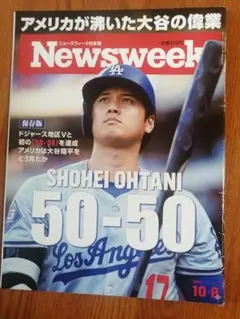 アメリカが沸いた大谷の偉業
ニューズウィーク日本版
Newsweek
LA
保存版
ドジャース地区Vと
初の「50-50」を達成
アメリカは大谷翔平を
どう見たか
SHOHEI OHTANI
50-50
Los Angeles
17
10・8